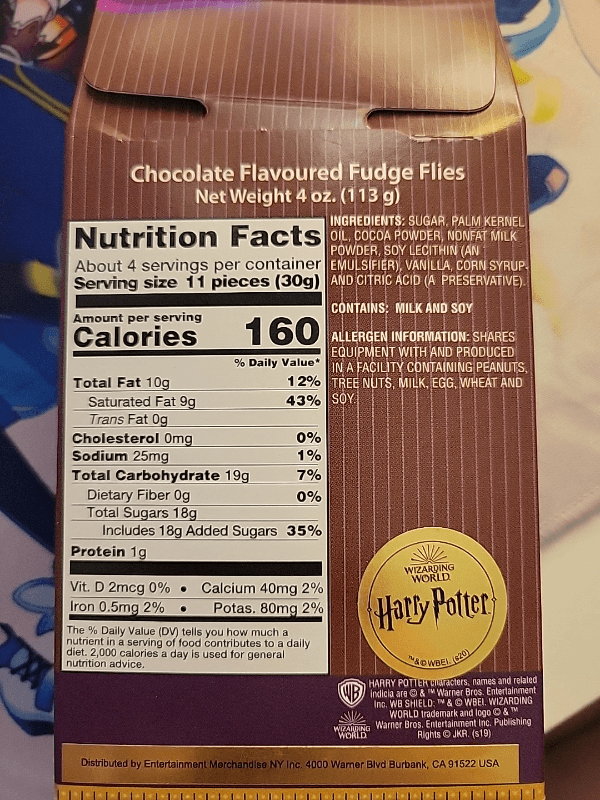 Chocolate Flavoured Fudge Flies
Net Weight 4 oz. (113 g)
Nutrition Facts
About 4 servings per container
Serving size 11 pieces (30g)
Amount per serving
Calories 160
% Daily Value*
Total Fat 10g 12%
Saturated Fat 9g 43%
Trans Fat 0g
Cholesterol 0mg 0%
Sodium 25mg 1%
Total Carbohydrate 19g 7%
Dietary Fiber 0g 0%
Total Sugars 18g
Includes 18g Added Sugars 35%
Protein 1g
Vit. D 2mcg 0% • Calcium 40mg 2%
Iron 0.5mg 2% • Potas. 80mg 2%
The % Daily Value (DV) tells you how much a
nutrient in a serving of food contributes to a daily
diet. 2,000 calories a day is used for general
nutrition advice.
INGREDIENTS: SUGAR, PALM KERNEL
OIL, COCOA POWDER, NONFAT MILK
POWDER, SOY LECITHIN (AN
EMULSIFIER), VANILLA, CORN SYRUP
AND CITRIC ACID (A PRESERVATIVE).
CONTAINS: MILK AND SOY
ALLERGEN INFORMATION: SHARES
EQUIPMENT WITH AND PRODUCED
IN A FACILITY CONTAINING PEANUTS,
TREE NUTS, MILK, EGG, WHEAT AND
SOY.
WIZARDING
WORLD
Harry Potter
™ & © WBEI. (s20)
WB
WIZARDING
WORLD
HARRY POTTER characters, names and related
indicia are © & ™ Warner Bros. Entertainment
Inc. WB SHIELD: ™ & © WBEI. WIZARDING
WORLD trademark and logo © & ™
Warner Bros. Entertainment Inc. Publishing
Rights © JKR. (s19)
Distributed by Entertainment Merchandise NY Inc. 4000 Warner Blvd Burbank, CA 91522 USA